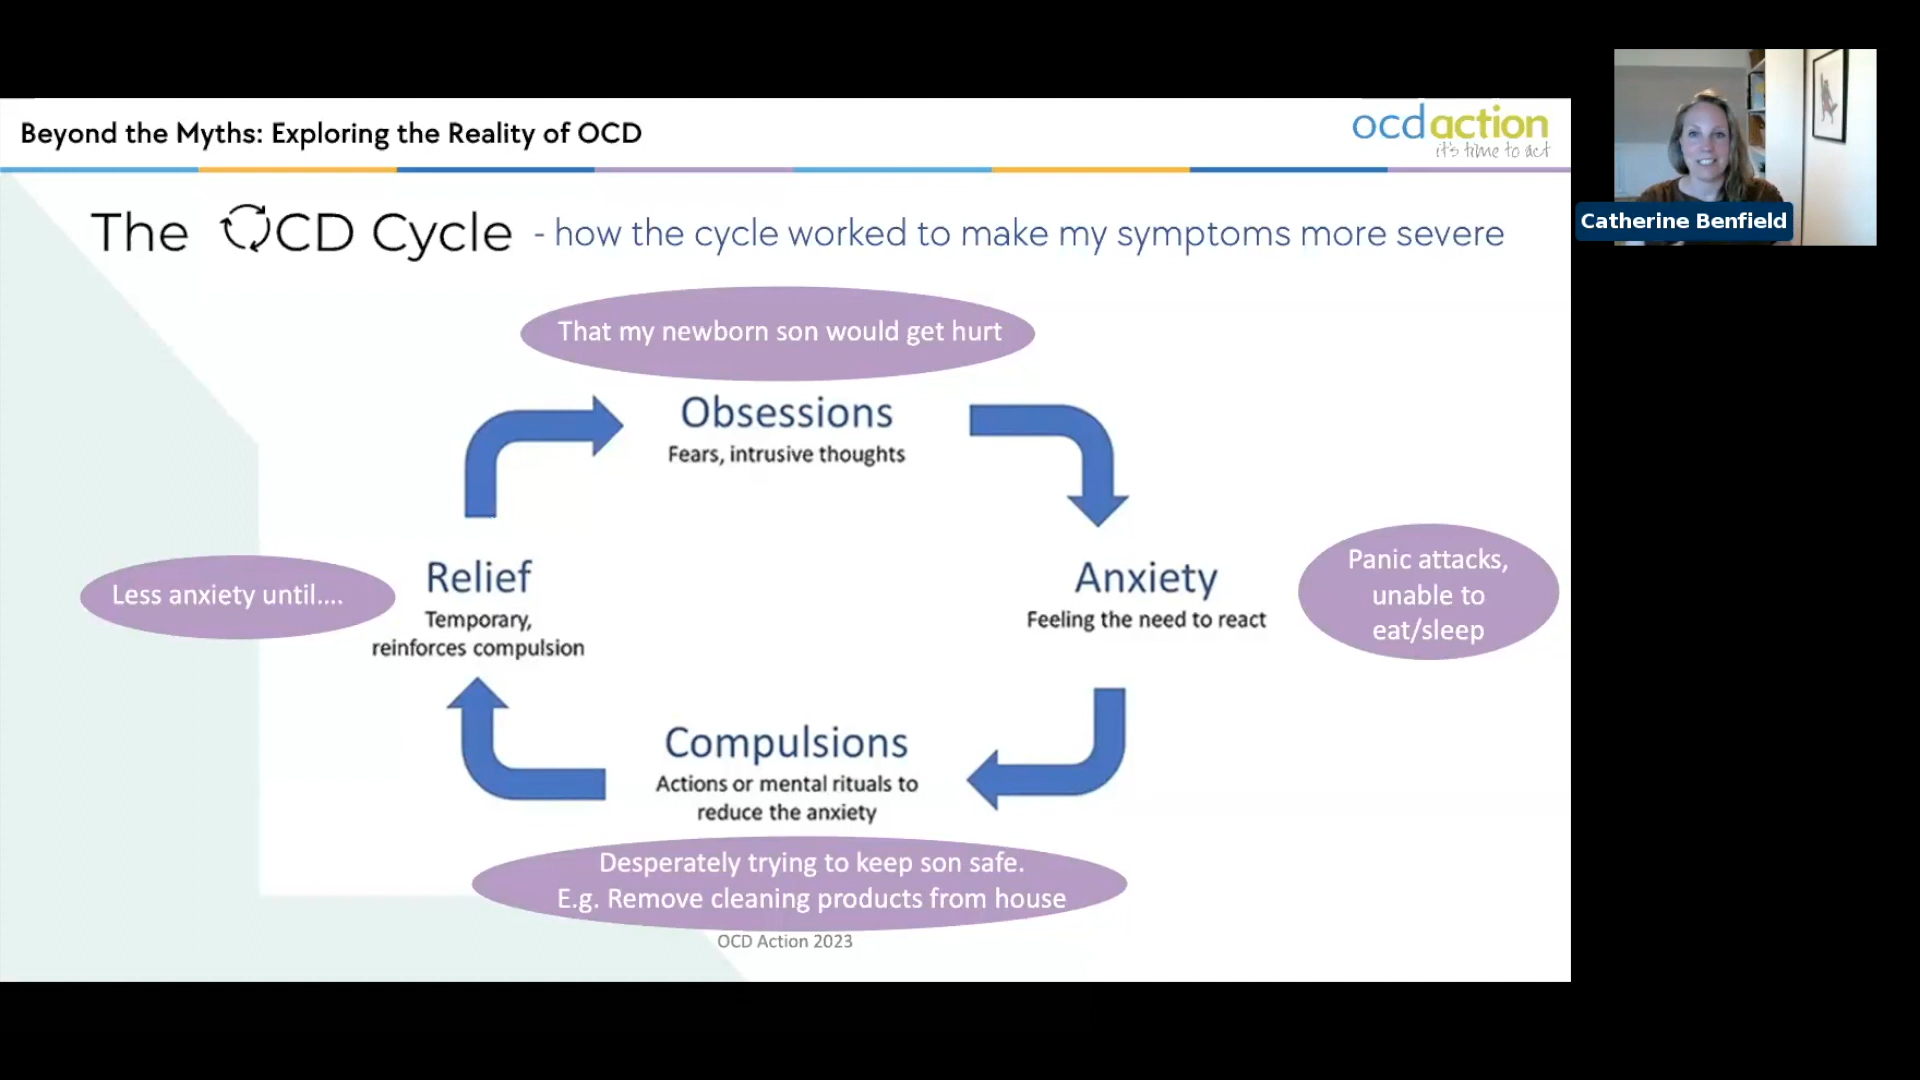 Beyond the Myths: Exploring the Reality of OCD
ocdaction
it's time to act
The OCD Cycle - how the cycle worked to make my symptoms more severe
That my newborn son would get hurt
Obsessions
Fears, intrusive thoughts
Anxiety
Feeling the need to react
Panic attacks,
unable to
eat/sleep
Compulsions
Actions or mental rituals to
reduce the anxiety
Desperately trying to keep son safe.
E.g. Remove cleaning products from house
Relief
Temporary,
reinforces compulsion
Less anxiety until....
OCD Action 2023
Catherine Benfield